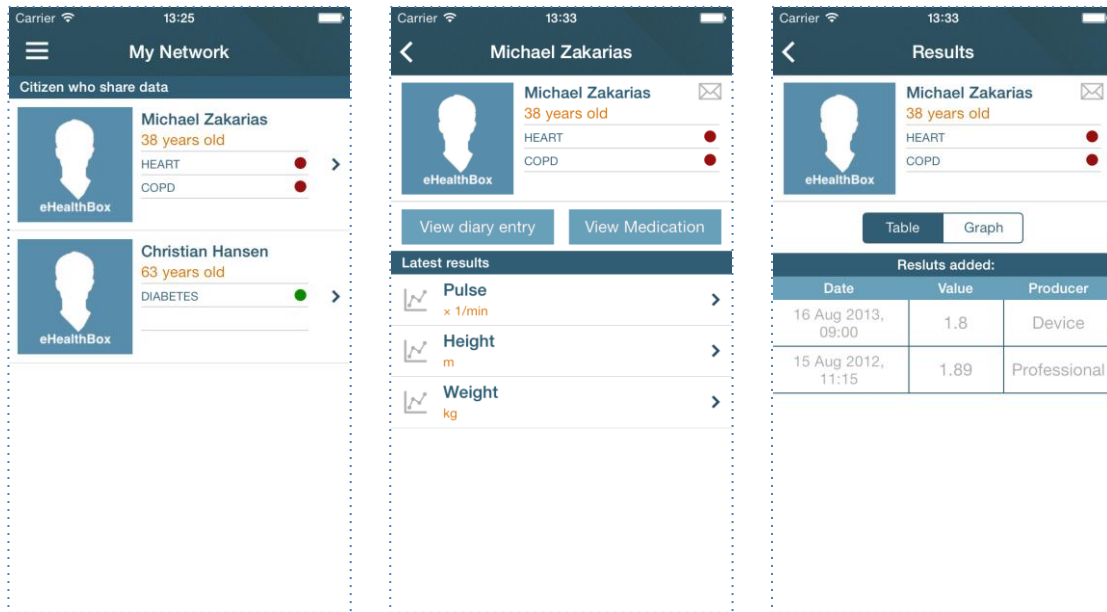 Carrier 13:25
My Network
Citizen who share data
Michael Zakarias
38 years old
HEART
COPD
eHealthBox
Christian Hansen
63 years old
DIABETES
eHealthBox
Carrier 13:33
Michael Zakarias
Michael Zakarias
38 years old
HEART
COPD
eHealthBox
View diary entry View Medication
Latest results
Pulse
× 1/min
Height
m
Weight
kg
Carrier 13:33
Results
Michael Zakarias
38 years old
HEART
COPD
eHealthBox
Table Graph
Resluts added:
Date Value Producer
16 Aug 2013,
09:00 1.8 Device
15 Aug 2012,
11:15 1.89 Professional